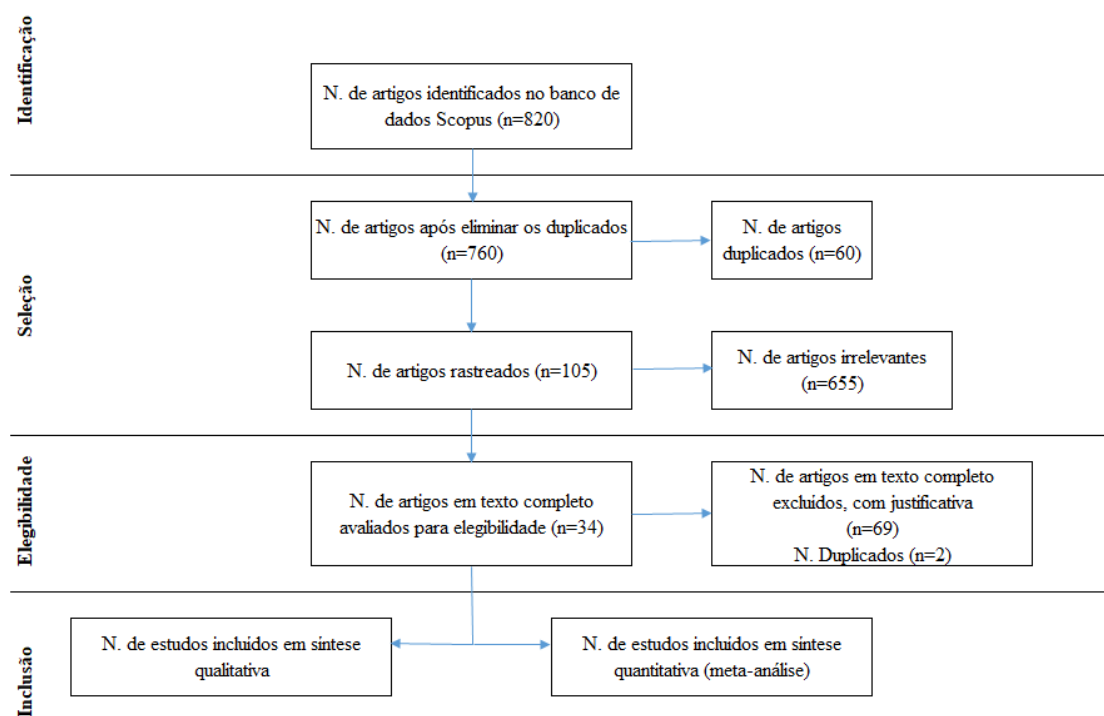 Identificação
N. de artigos identificados no banco de
dados Scopus (n=820)
Seleção
N. de artigos após eliminar os duplicados
(n=760)
N. de artigos
duplicados (n=60)
N. de artigos rastreados (n=105)
N. de artigos irrelevantes
(n=655)
Elegibilidade
N. de artigos em texto completo
avaliados para elegibilidade (n=34)
N. de artigos em texto completo
excluídos, com justificativa
(n=69)
N. Duplicados (n=2)
Inclusão
N. de estudos incluídos em síntese
qualitativa
N. de estudos incluídos em síntese
quantitativa (meta-análise)